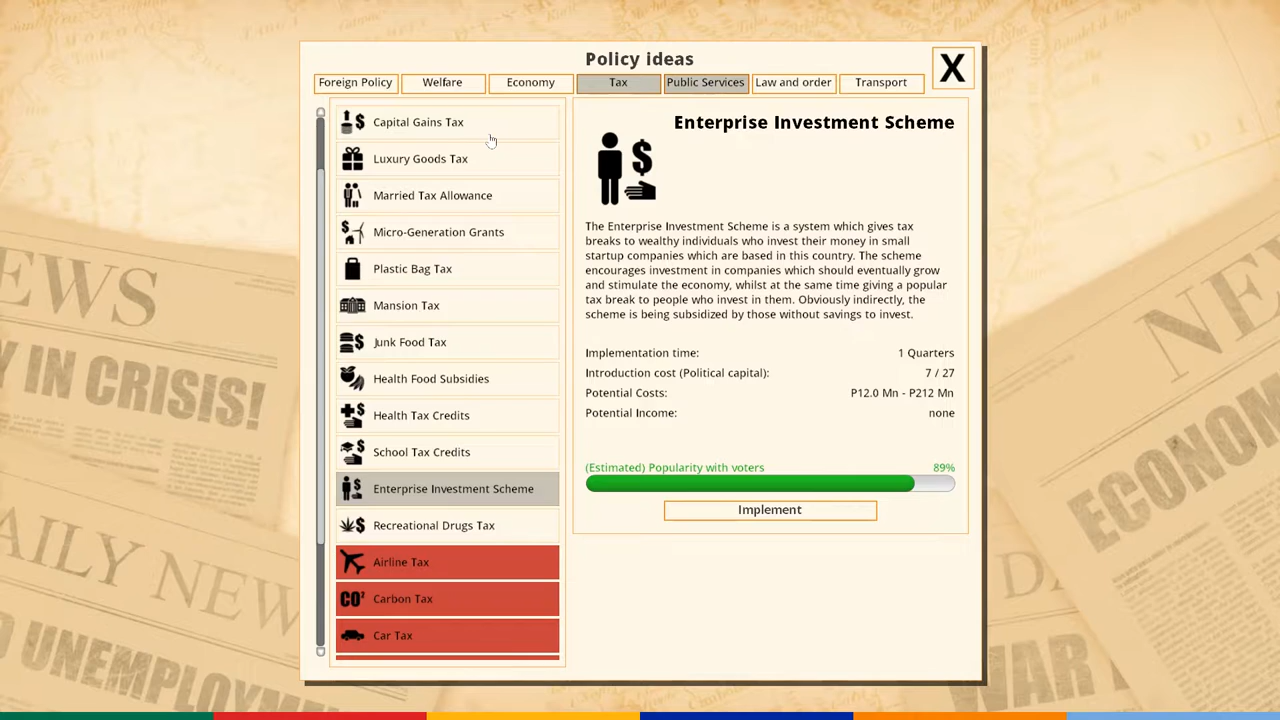 Policy ideas
X
Foreign Policy
Welfare
Economy
Tax
Public Services
Law and order
Transport
Capital Gains Tax
Luxury Goods Tax
Married Tax Allowance
Micro-Generation Grants
Plastic Bag Tax
Mansion Tax
Junk Food Tax
Health Food Subsidies
Health Tax Credits
School Tax Credits
Enterprise Investment Scheme
Recreational Drugs Tax
Airline Tax
CO² Carbon Tax
Car Tax
Enterprise Investment Scheme
The Enterprise Investment Scheme is a system which gives tax
breaks to wealthy individuals who invest their money in small
startup companies which are based in this country. The scheme
encourages investment in companies which should eventually grow
and stimulate the economy, whilst at the same time giving a popular
tax break to people who invest in them. Obviously indirectly, the
scheme is being subsidized by those without savings to invest.
Implementation time: 1 Quarters
Introduction cost (Political capital): 7 / 27
Potential Costs: P12.0 Mn - P212 Mn
Potential Income: none
(Estimated) Popularity with voters 89%
Implement
NEWS
Y IN CRISIS!
DAILY NEWS
UNEMPLOYM
ECONOM
WAR